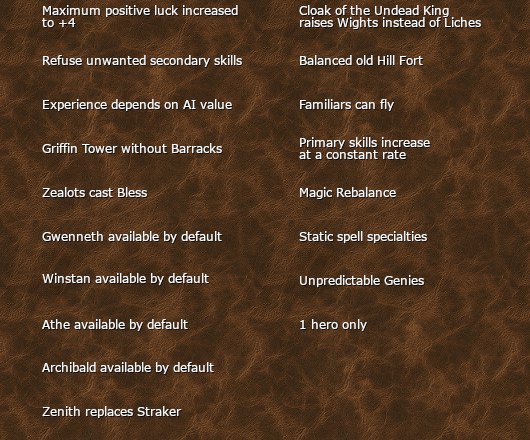 Maximum positive luck increased
to +4
Refuse unwanted secondary skills
Experience depends on AI value
Griffin Tower without Barracks
Zealots cast Bless
Gwenneth available by default
Winstan available by default
Athe available by default
Archibald available by default
Zenith replaces Straker
Cloak of the Undead King
raises Wights instead of Liches
Balanced old Hill Fort
Familiars can fly
Primary skills increase
at a constant rate
Magic Rebalance
Static spell specialties
Unpredictable Genies
1 hero only